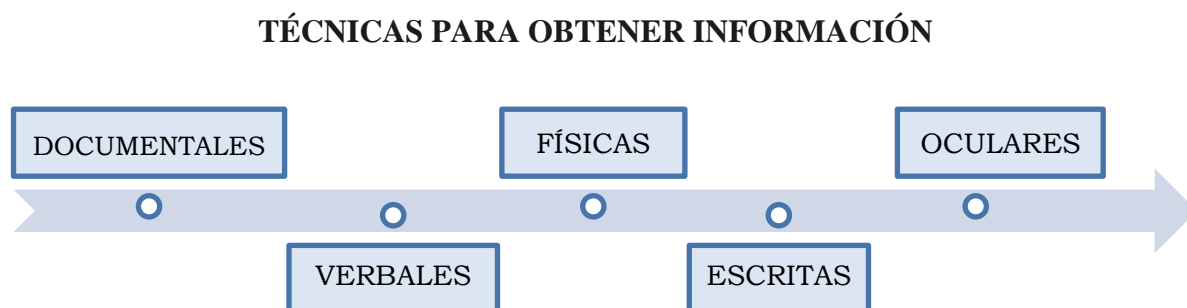 TÉCNICAS PARA OBTENER INFORMACIÓN
DOCUMENTALES
VERBALES
FÍSICAS
ESCRITAS
OCULARES